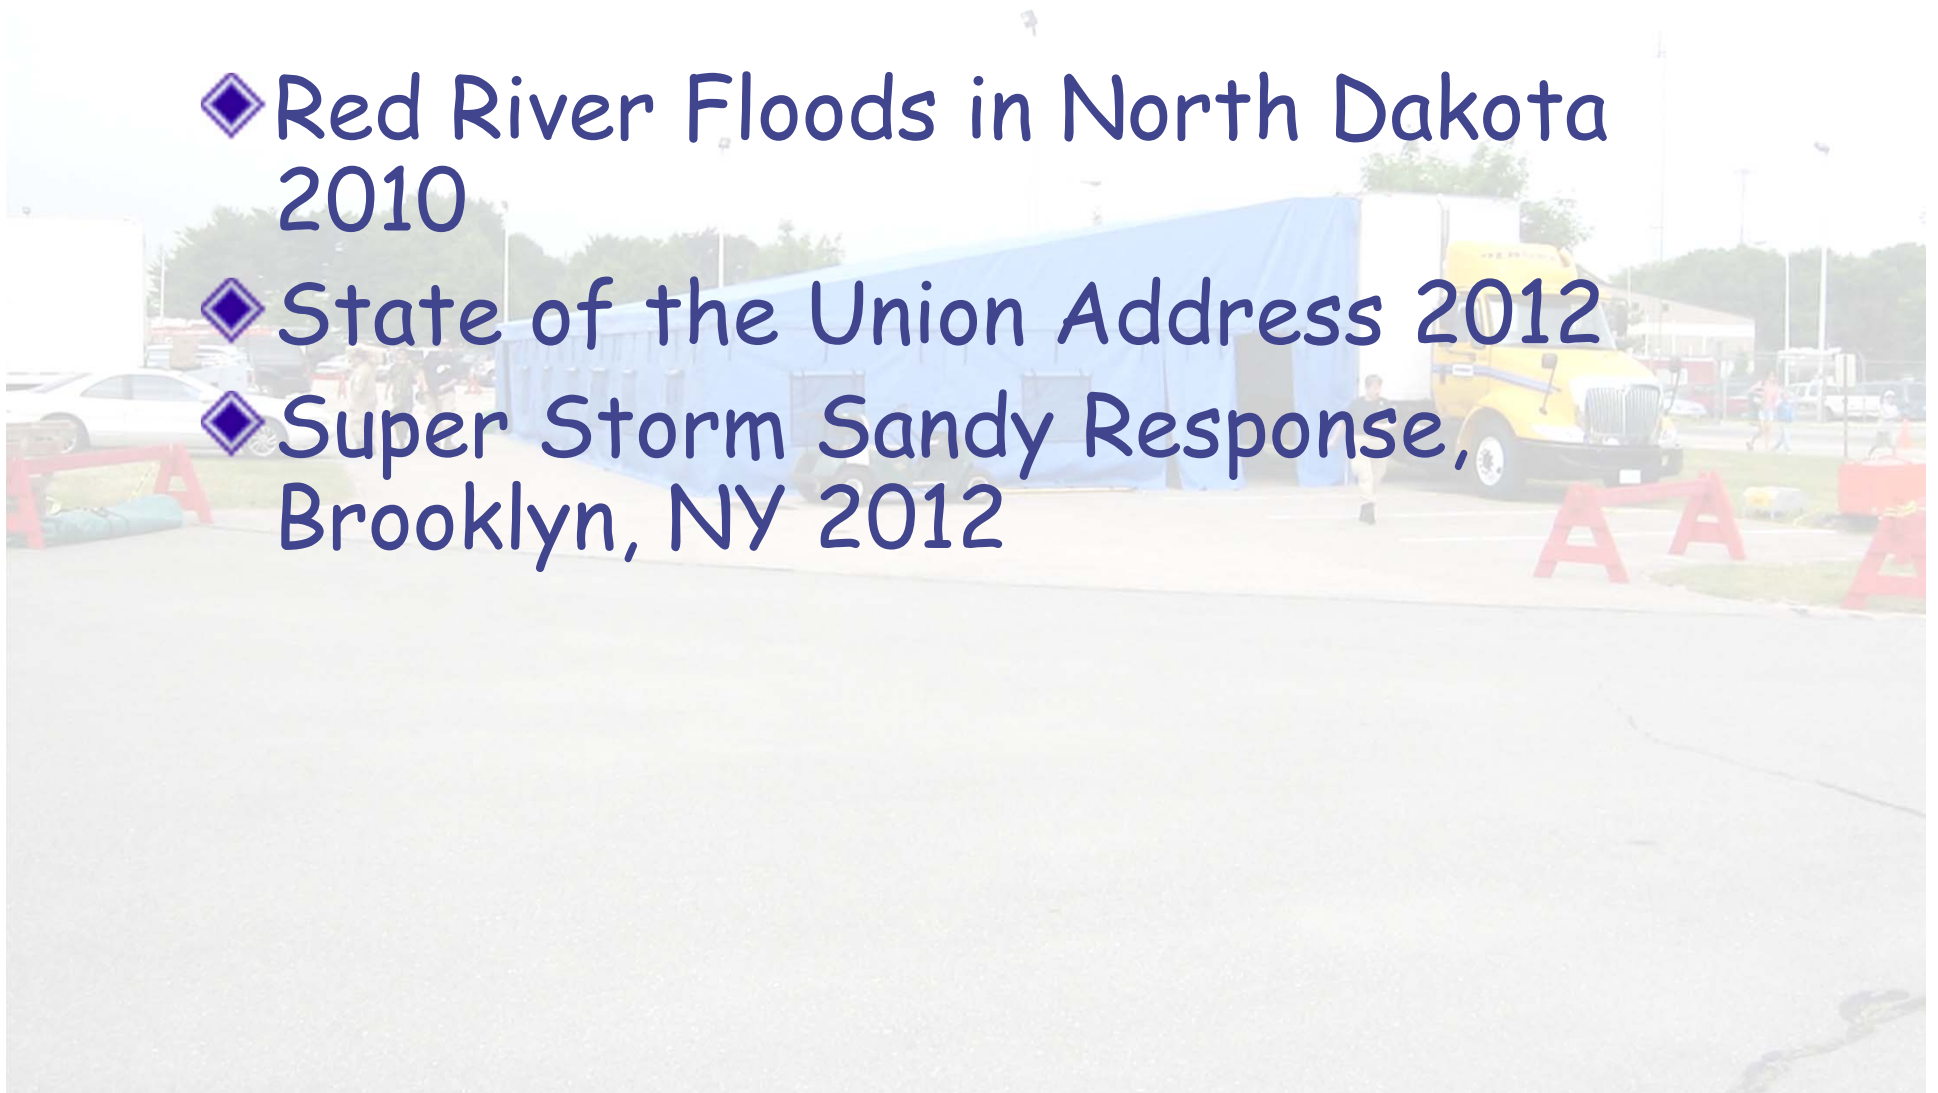 Red River Floods in North Dakota
2010
State of the Union Address 2012
Super Storm Sandy Response,
Brooklyn, NY 2012